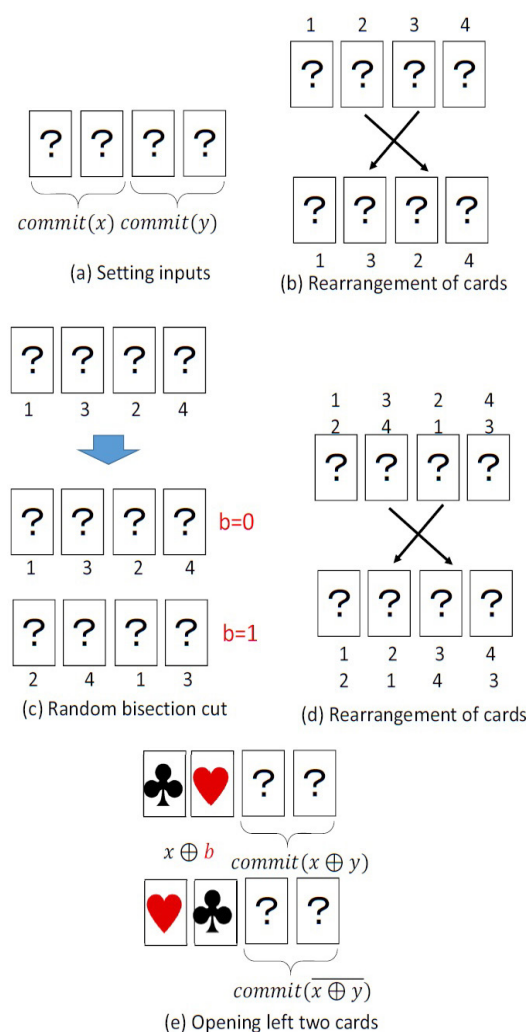 ? ? ? ?
commit(x) commit(y)
(a) Setting inputs
1 2 3 4
? ? ? ?
? ? ? ?
1 3 2 4
(b) Rearrangement of cards
? ? ? ?
1 3 2 4
? ? ? ? b=0
1 3 2 4
? ? ? ? b=1
2 4 1 3
(c) Random bisection cut
1 3 2 4
2 4 1 3
? ? ? ?
? ? ? ?
1 2 3 4
2 1 4 3
(d) Rearrangement of cards
? ?
x ⊕ b commit(x ⊕ y)
? ?
commit(x̅ ̅⊕̅ ̅y̅)
(e) Opening left two cards